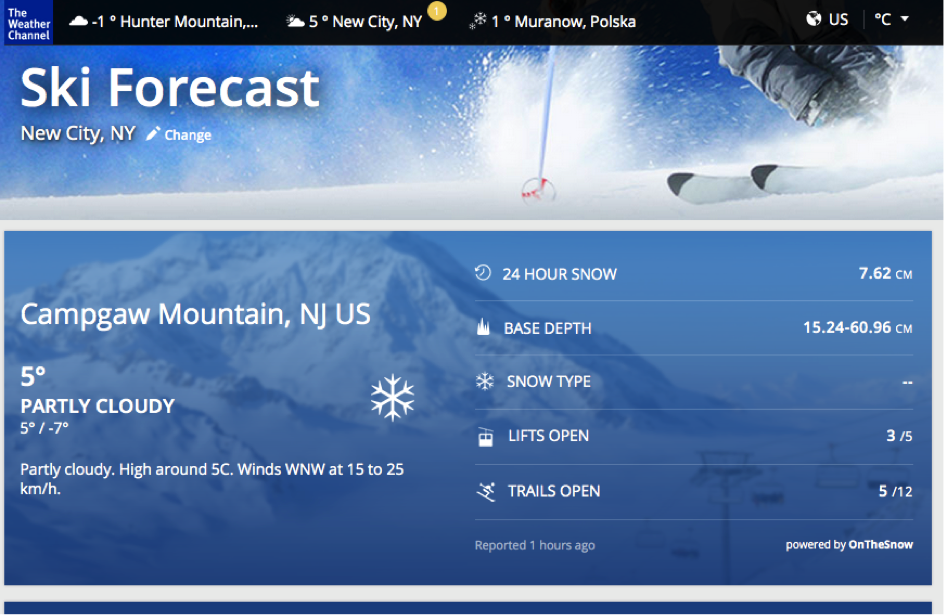 The
Weather
Channel
-1 ° Hunter Mountain,...
5 ° New City, NY
1
1 ° Muranow, Polska
US
°C
Ski Forecast
New City, NY Change
Campgaw Mountain, NJ US
5°
PARTLY CLOUDY
5° / -7°
Partly cloudy. High around 5C. Winds WNW at 15 to 25
km/h.
24 HOUR SNOW 7.62 CM
BASE DEPTH 15.24-60.96 CM
SNOW TYPE --
LIFTS OPEN 3 /5
TRAILS OPEN 5 /12
Reported 1 hours ago powered by OnTheSnow